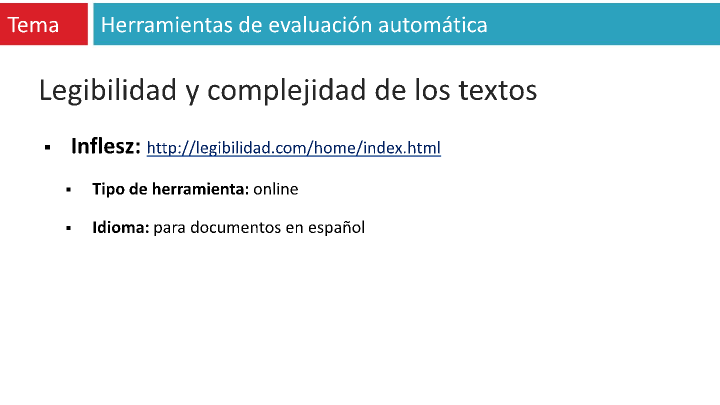 Tema Herramientas de evaluación automática
Legibilidad y complejidad de los textos
▪ Inflesz: http://legibilidad.com/home/index.html
▪ Tipo de herramienta: online
▪ Idioma: para documentos en español